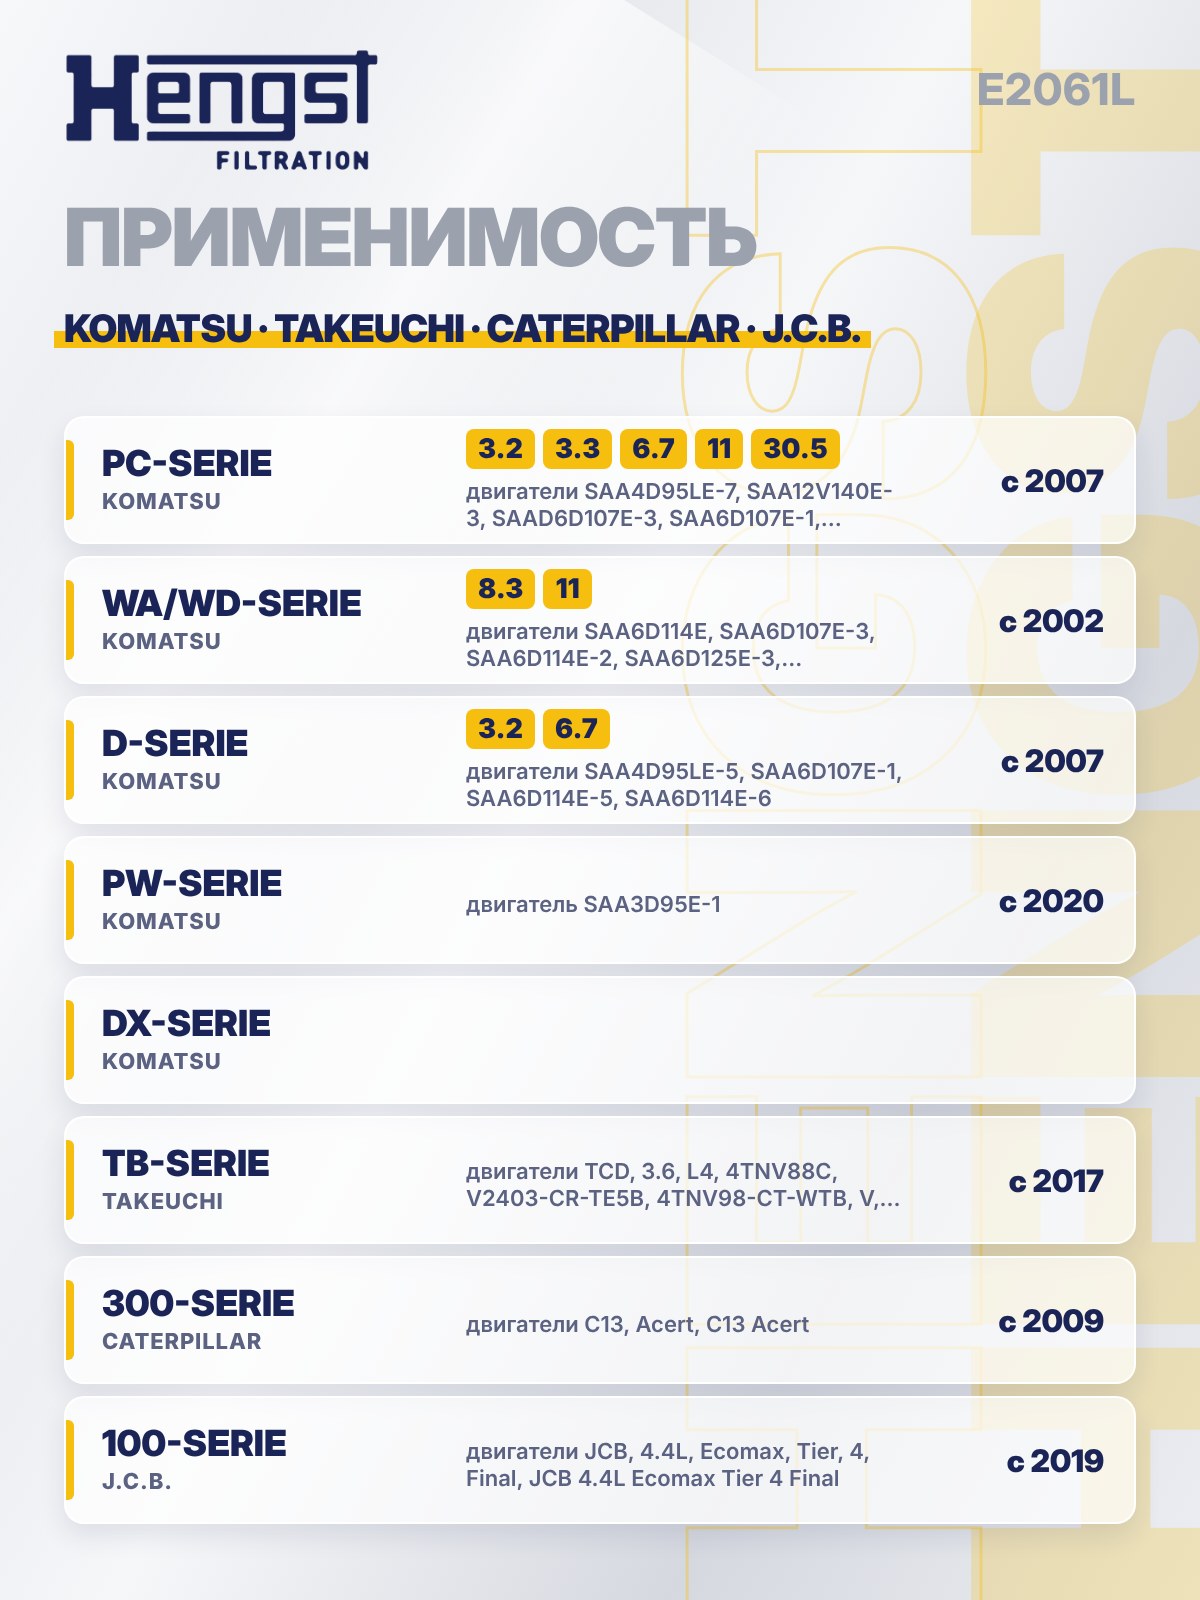 Hengst
FILTRATION
E2061L
ПРИМЕНИМОСТЬ
KOMATSU · TAKEUCHI · CATERPILLAR · J.C.B.
PC-SERIE
KOMATSU
3.2 3.3 6.7 11 30.5
двигатели SAA4D95LE-7, SAA12V140E-
3, SAAD6D107E-3, SAA6D107E-1,...
с 2007
WA/WD-SERIE
KOMATSU
8.3 11
двигатели SAA6D114E, SAA6D107E-3,
SAA6D114E-2, SAA6D125E-3,...
с 2002
D-SERIE
KOMATSU
3.2 6.7
двигатели SAA4D95LE-5, SAA6D107E-1,
SAA6D114E-5, SAA6D114E-6
с 2007
PW-SERIE
KOMATSU
двигатель SAA3D95E-1
с 2020
DX-SERIE
KOMATSU
TB-SERIE
TAKEUCHI
двигатели TCD, 3.6, L4, 4TNV88C,
V2403-CR-TE5B, 4TNV98-CT-WTB, V,...
с 2017
300-SERIE
CATERPILLAR
двигатели C13, Acert, C13 Acert
с 2009
100-SERIE
J.C.B.
двигатели JCB, 4.4L, Ecomax, Tier, 4,
Final, JCB 4.4L Ecomax Tier 4 Final
с 2019
HENGST
HENGST